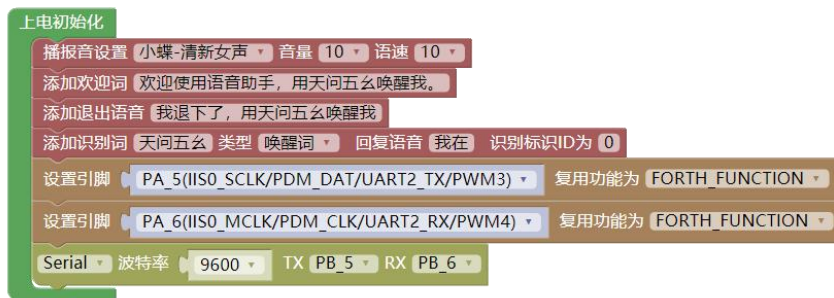 上电初始化
播报音设置 小蝶-清新女声 音量 10 语速 10
添加欢迎词 欢迎使用语音助手，用天问五幺唤醒我。
添加退出语音 我退下了，用天问五幺唤醒我
添加识别词 天问五幺 类型 唤醒词 回复语音 我在 识别标识ID为 0
设置引脚 PA_5(IIS0_SCLK/PDM_DAT/UART2_TX/PWM3) 复用功能为 FORTH_FUNCTION
设置引脚 PA_6(IIS0_MCLK/PDM_CLK/UART2_RX/PWM4) 复用功能为 FORTH_FUNCTION
Serial 波特率 9600 TX PB_5 RX PB_6